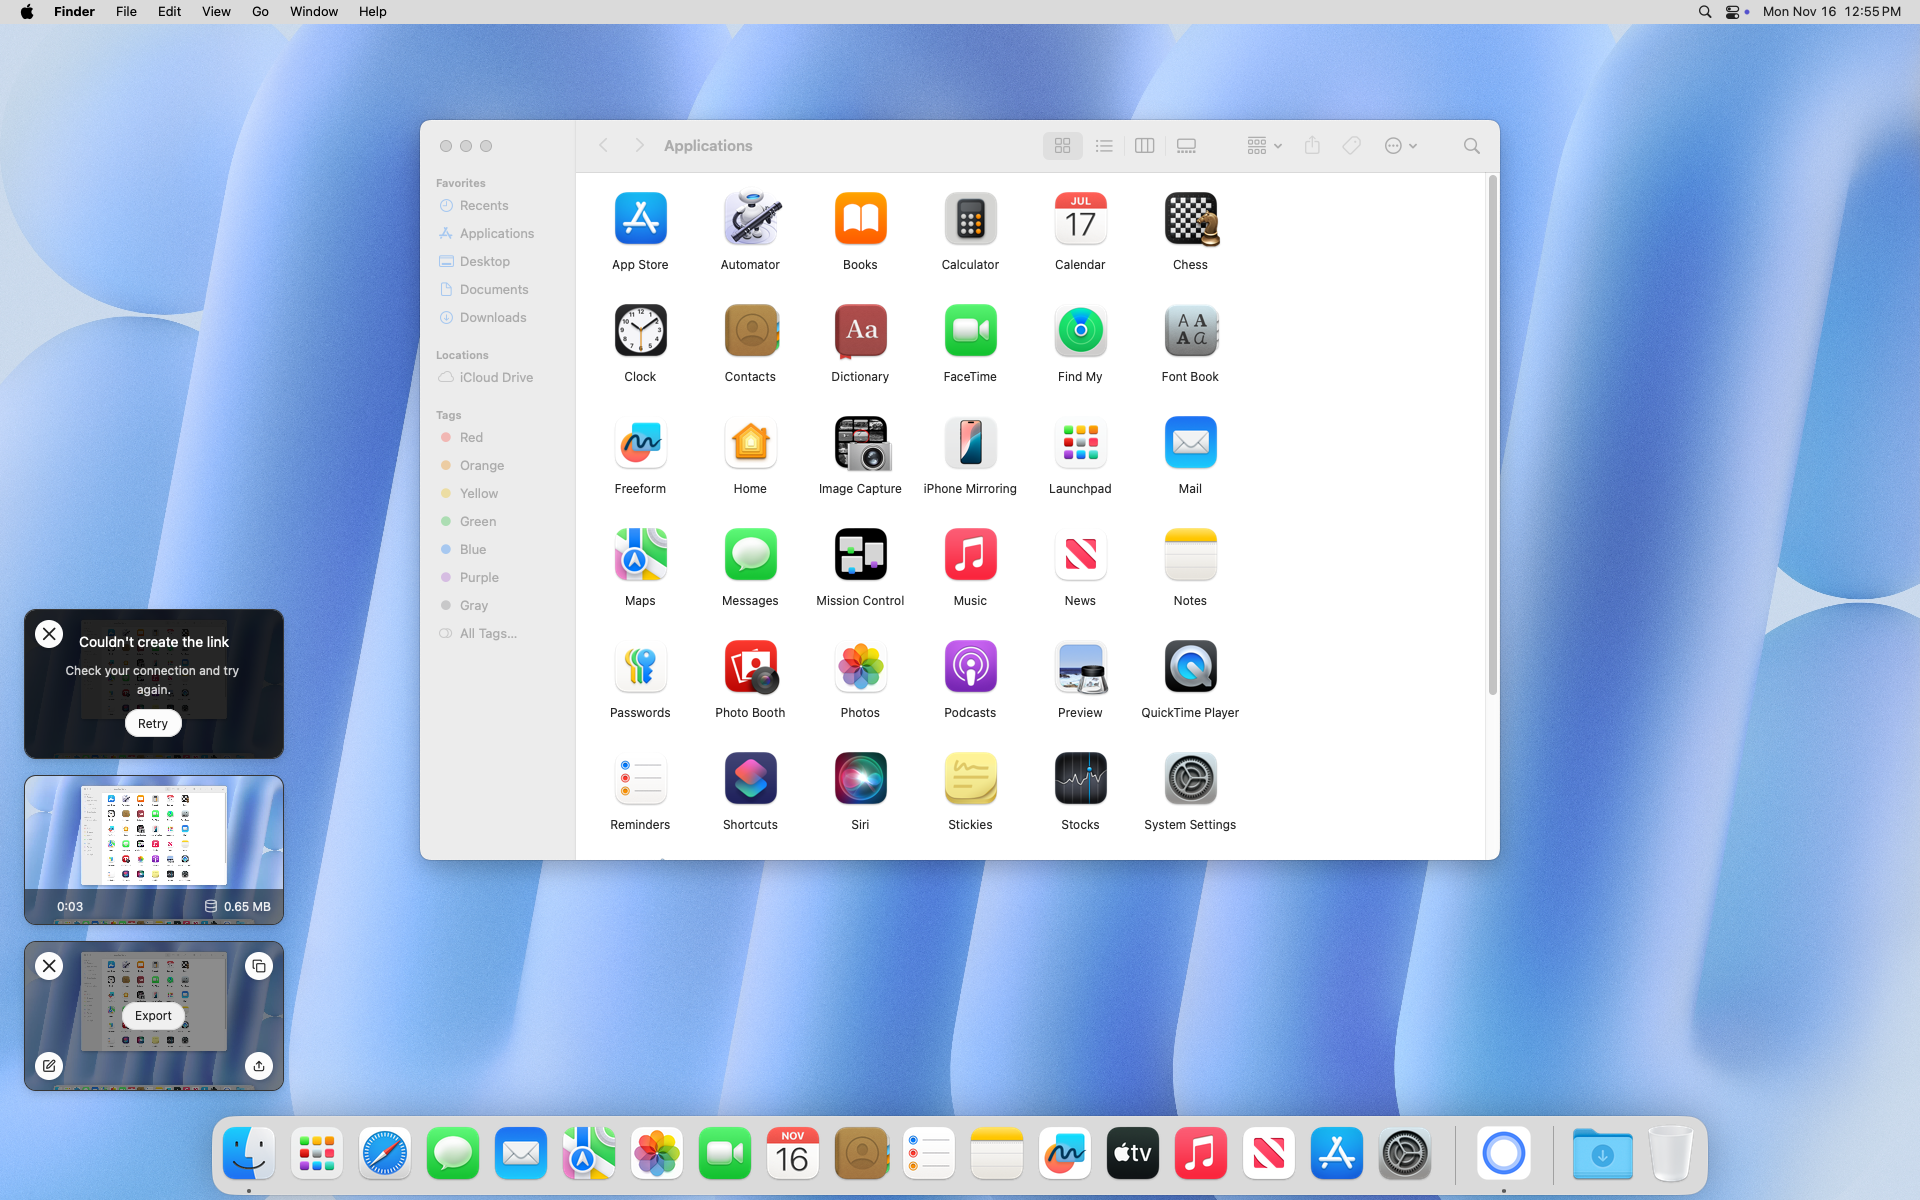 Finder File Edit View Go Window Help
Mon Nov 16 12:55 PM
Applications
Favorites
Recents
Applications
Desktop
Documents
Downloads
Locations
iCloud Drive
Tags
Red
Orange
Yellow
Green
Blue
Purple
Gray
All Tags...
JUL
17
App Store Automator Books Calculator Calendar Chess
Aa
A A
A a
Clock Contacts Dictionary FaceTime Find My Font Book
Freeform Home Image Capture iPhone Mirroring Launchpad Mail
Maps Messages Mission Control Music News Notes
Passwords Photo Booth Photos Podcasts Preview QuickTime Player
Reminders Shortcuts Siri Stickies Stocks System Settings
Couldn't create the link
Check your connection and try
again.
Retry
0:03 0.65 MB
Export
NOV
16
tv